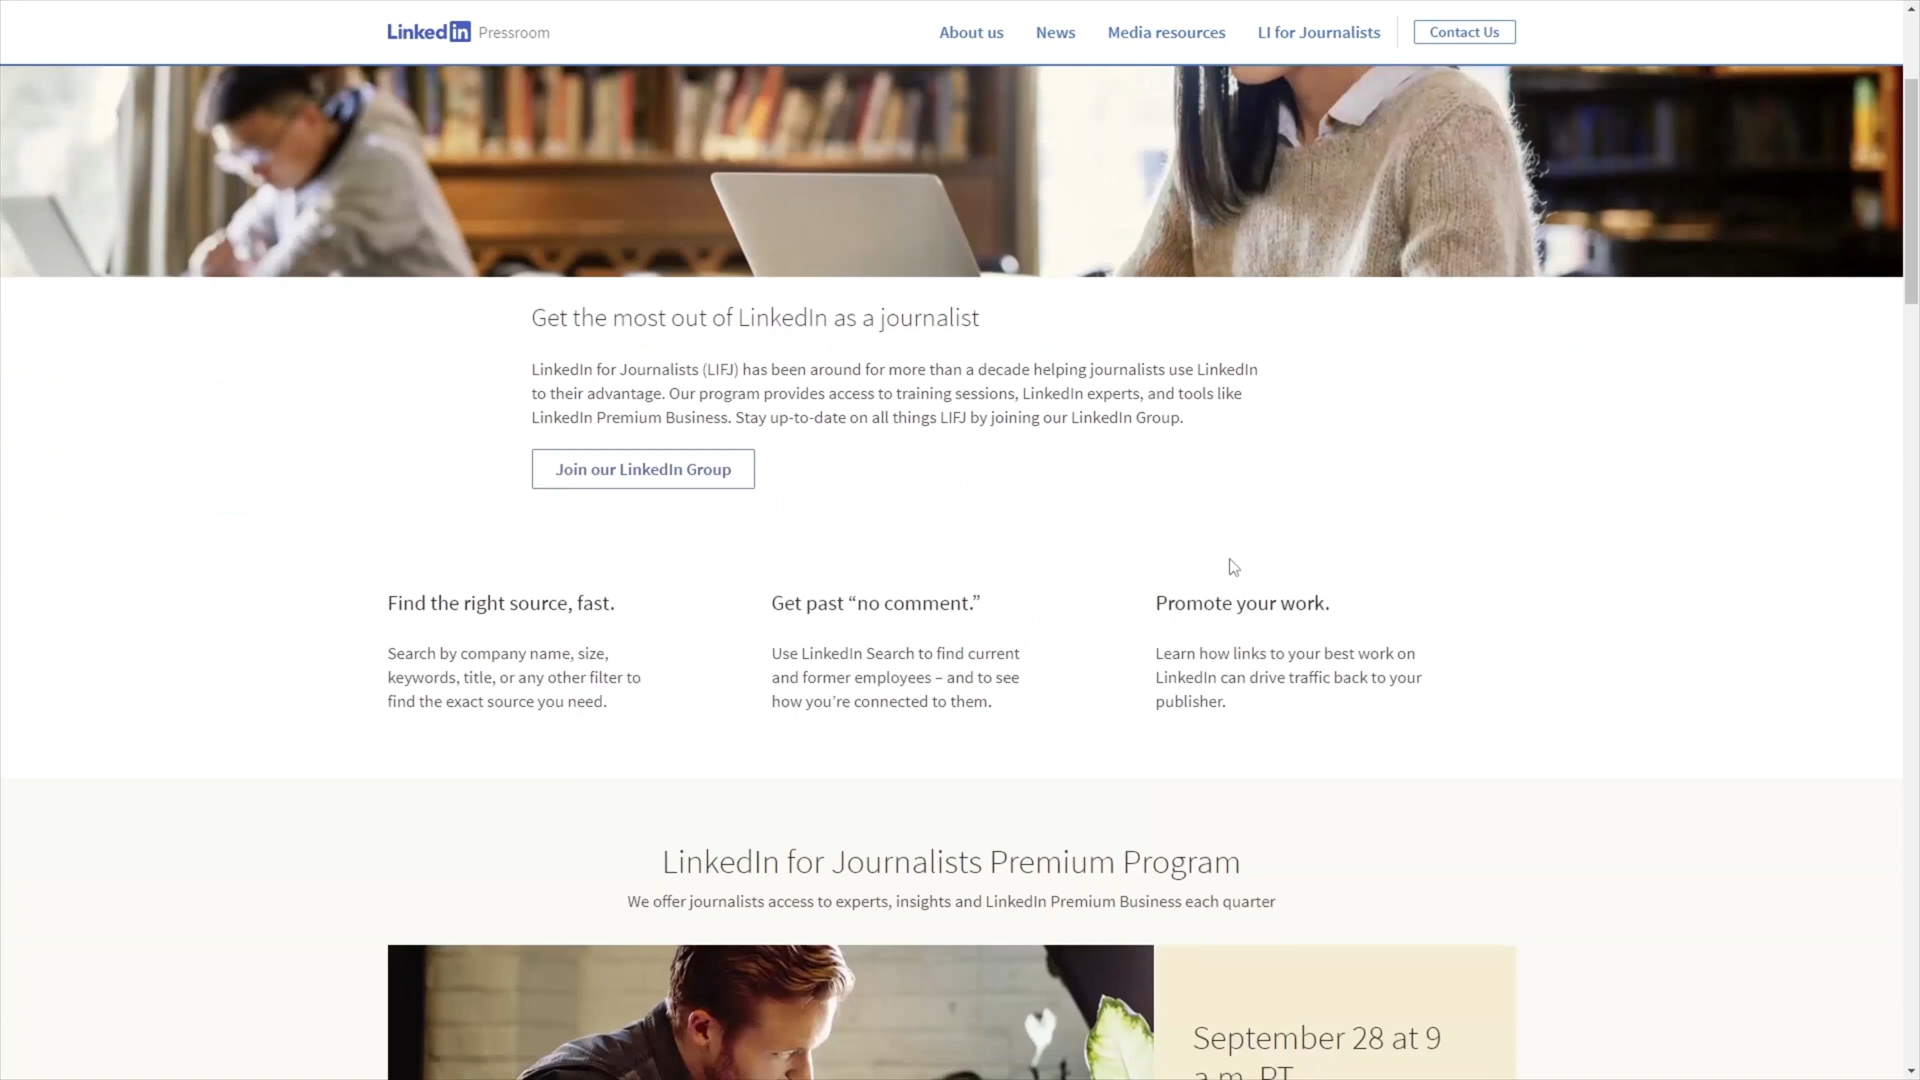 LinkedIn Pressroom
About us News Media resources LI for Journalists Contact Us
Get the most out of LinkedIn as a journalist
LinkedIn for Journalists (LIFJ) has been around for more than a decade helping journalists use LinkedIn
to their advantage. Our program provides access to training sessions, LinkedIn experts, and tools like
LinkedIn Premium Business. Stay up-to-date on all things LIFJ by joining our LinkedIn Group.
Join our LinkedIn Group
Find the right source, fast.
Search by company name, size,
keywords, title, or any other filter to
find the exact source you need.
Get past “no comment.”
Use LinkedIn Search to find current
and former employees – and to see
how you’re connected to them.
Promote your work.
Learn how links to your best work on
LinkedIn can drive traffic back to your
publisher.
LinkedIn for Journalists Premium Program
We offer journalists access to experts, insights and LinkedIn Premium Business each quarter
September 28 at 9
a.m. PT